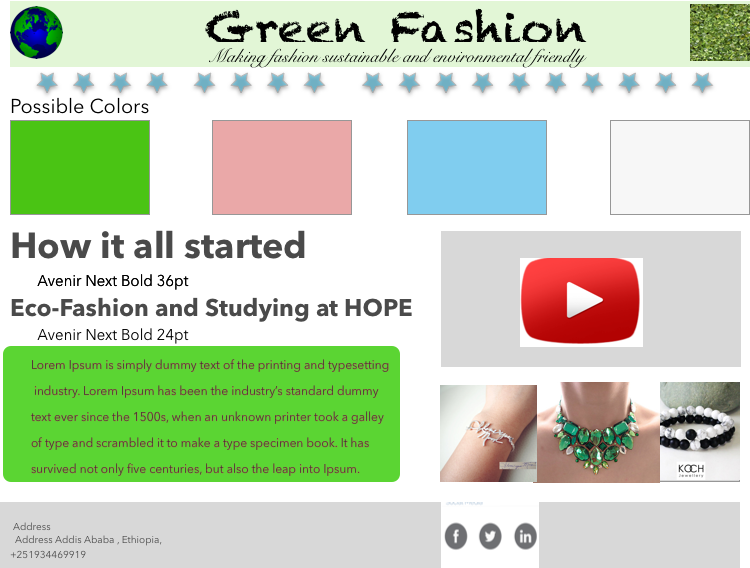 Green Fashion
Making fashion sustainable and environmental friendly
Possible Colors
How it all started
Avenir Next Bold 36pt
Eco-Fashion and Studying at HOPE
Avenir Next Bold 24pt
Lorem Ipsum is simply dummy text of the printing and typesetting
industry. Lorem Ipsum has been the industry's standard dummy
text ever since the 1500s, when an unknown printer took a galley
of type and scrambled it to make a type specimen book. It has
survived not only five centuries, but also the leap into Ipsum.
KOCH
Jewellery
f
in
Address
Address Addis Ababa , Ethiopia,
+251934469919